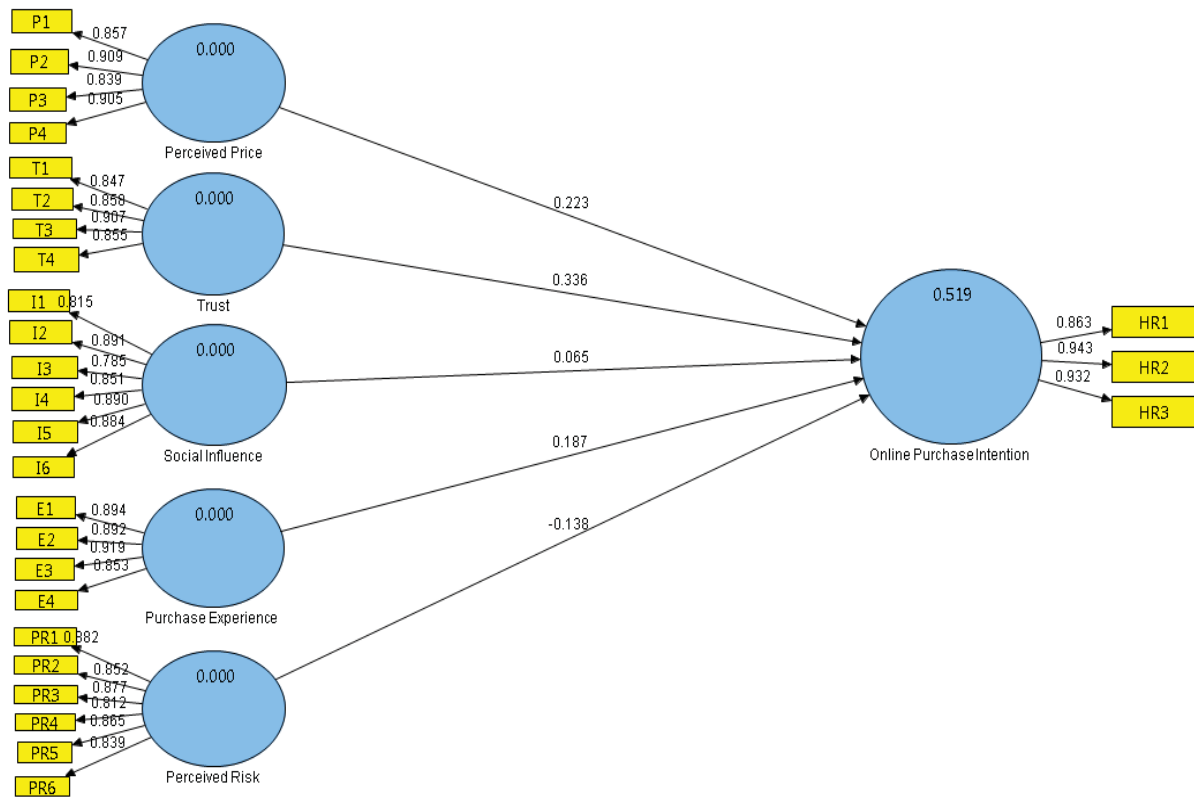 P1
0.857
P2
0.909
P3
0.839
P4
0.905
0.000
Perceived Price
T1
0.847
T2
0.858
T3
0.907
T4
0.855
0.000
Trust
I1
0.815
I2
0.891
I3
0.785
I4
0.851
I5
0.890
I6
0.884
0.000
Social Influence
E1
0.894
E2
0.892
E3
0.919
E4
0.853
0.000
Purchase Experience
PR1
0.882
PR2
0.852
PR3
0.877
PR4
0.812
PR5
0.865
PR6
0.839
0.000
Perceived Risk
0.223
0.336
0.065
0.187
-0.138
0.519
Online Purchase Intention
0.863
HR1
0.943
HR2
0.932
HR3